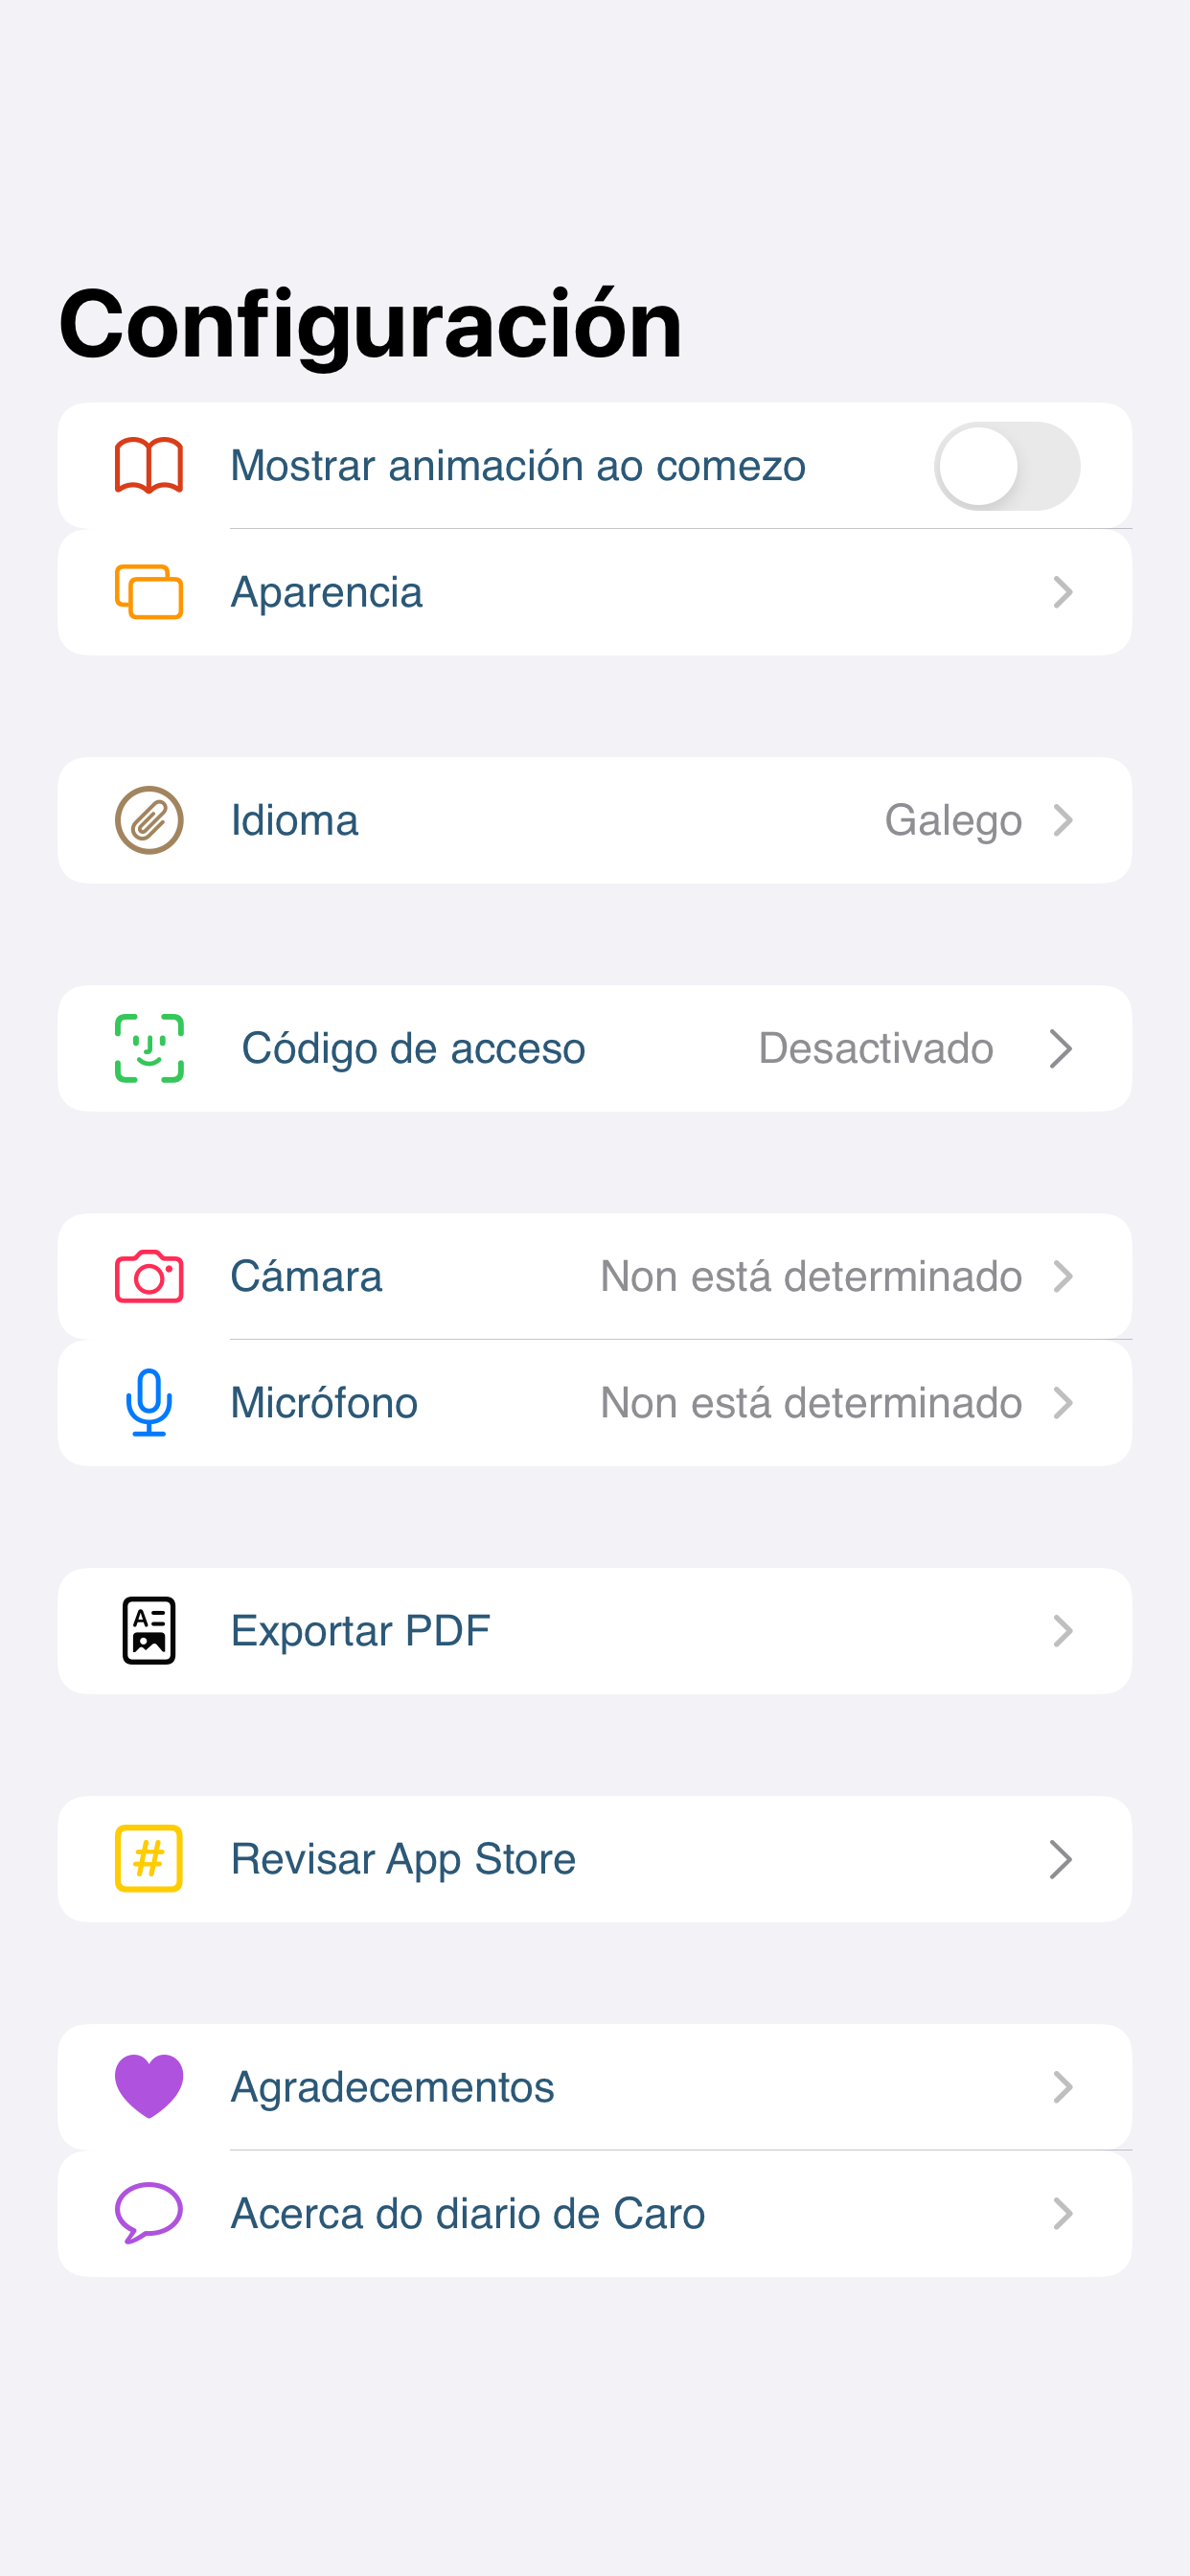 Configuración
Mostrar animación ao comezo
Aparencia
Idioma Galego
Código de acceso Desactivado
Cámara Non está determinado
Micrófono Non está determinado
Exportar PDF
Revisar App Store
Agradecementos
Acerca do diario de Caro